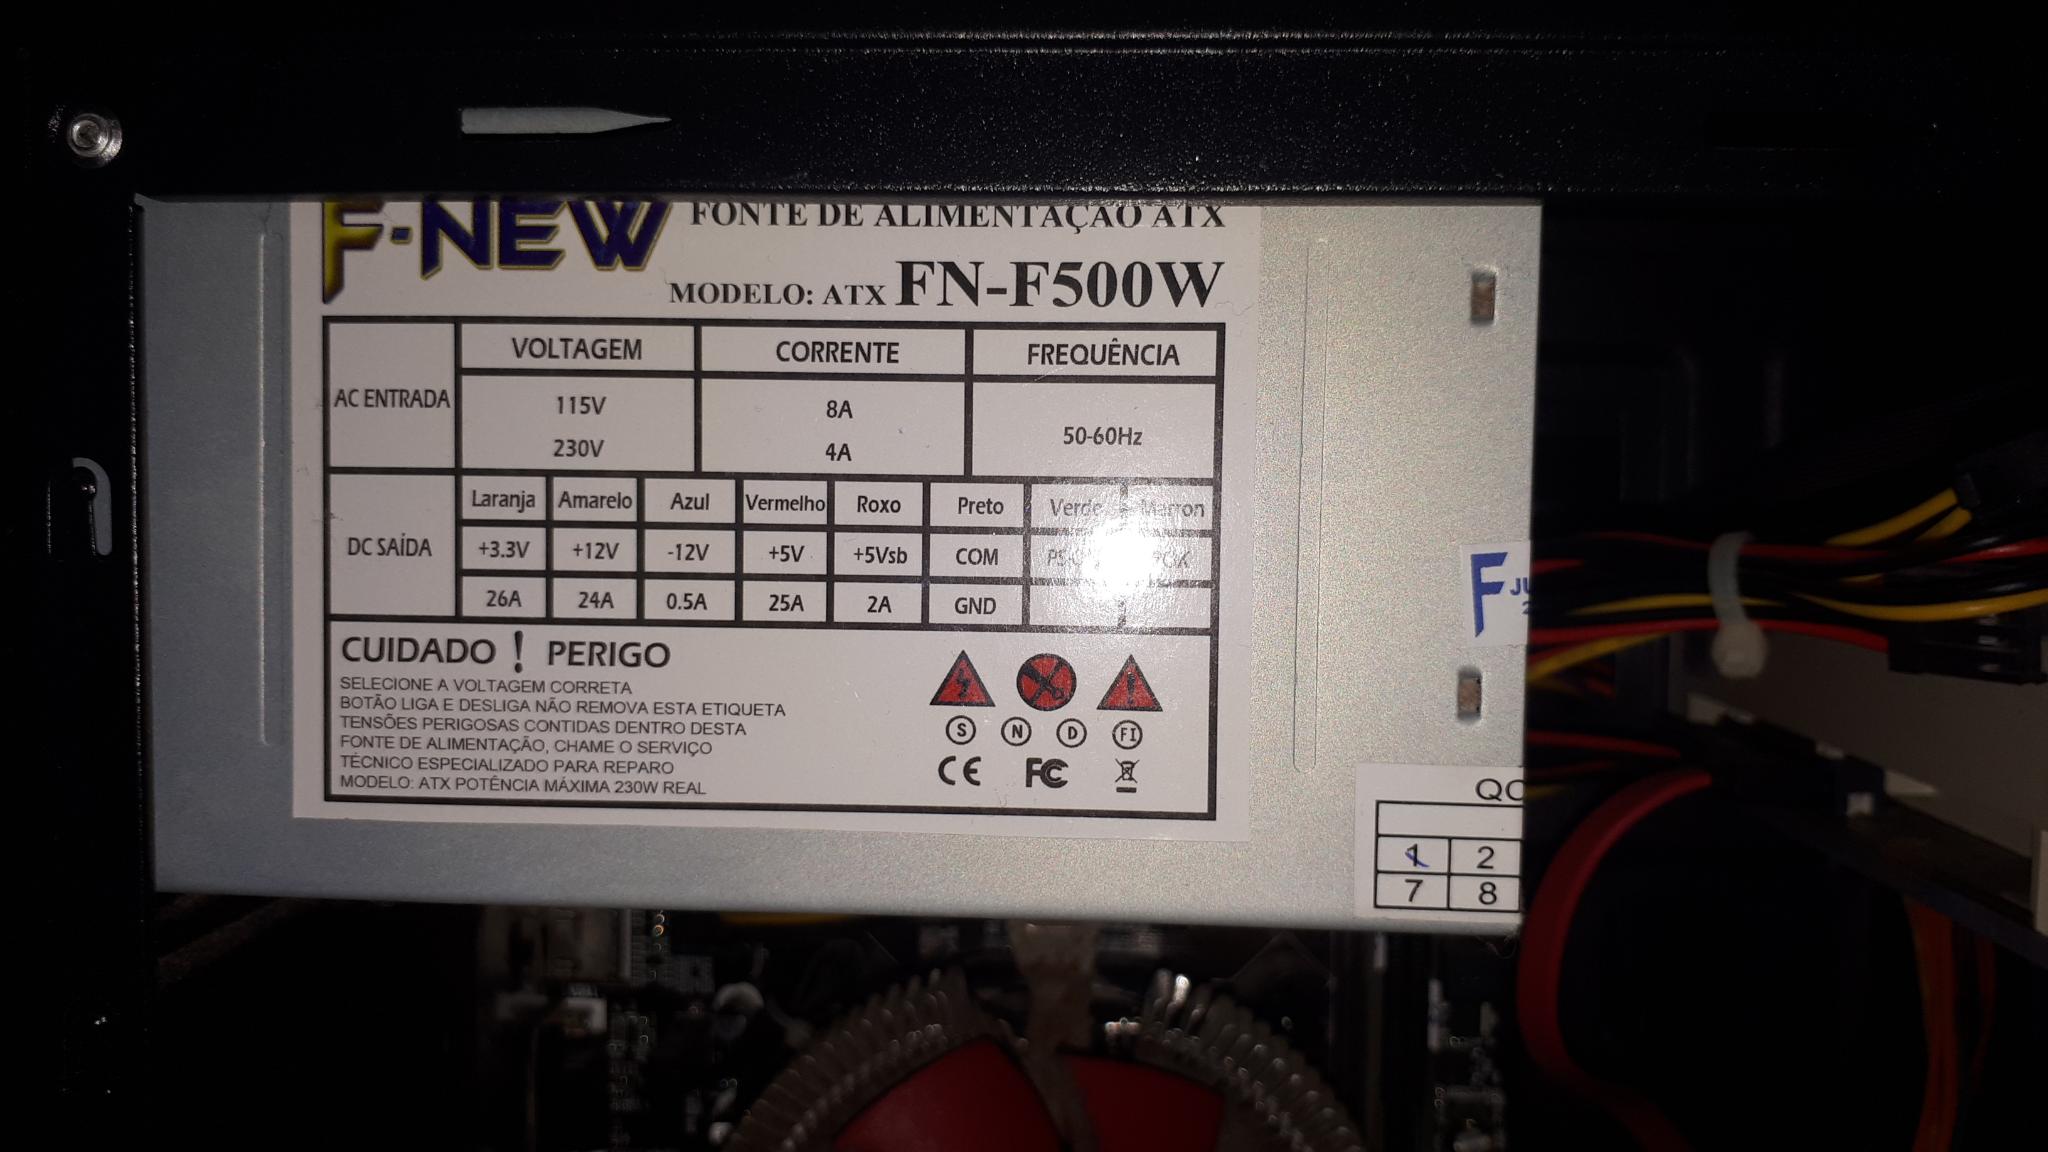 F-NEW FONTE DE ALIMENTAÇÃO ATX
MODELO: ATX FN-F500W
VOLTAGEM CORRENTE FREQUÊNCIA
AC ENTRADA
115V 8A
230V 4A
50-60Hz
Laranja Amarelo Azul Vermelho Roxo Preto Verde Marron
DC SAÍDA
+3.3V +12V -12V +5V +5Vsb COM
26A 24A 0.5A 25A 2A GND
CUIDADO ! PERIGO
SELECIONE A VOLTAGEM CORRETA
BOTÃO LIGA E DESLIGA NÃO REMOVA ESTA ETIQUETA
TENSÕES PERIGOSAS CONTIDAS DENTRO DESTA
FONTE DE ALIMENTAÇÃO, CHAME O SERVIÇO
TÉCNICO ESPECIALIZADO PARA REPARO
MODELO: ATX POTÊNCIA MÁXIMA 230W REAL
S N D FI
CE FC
F
1 2
7 8